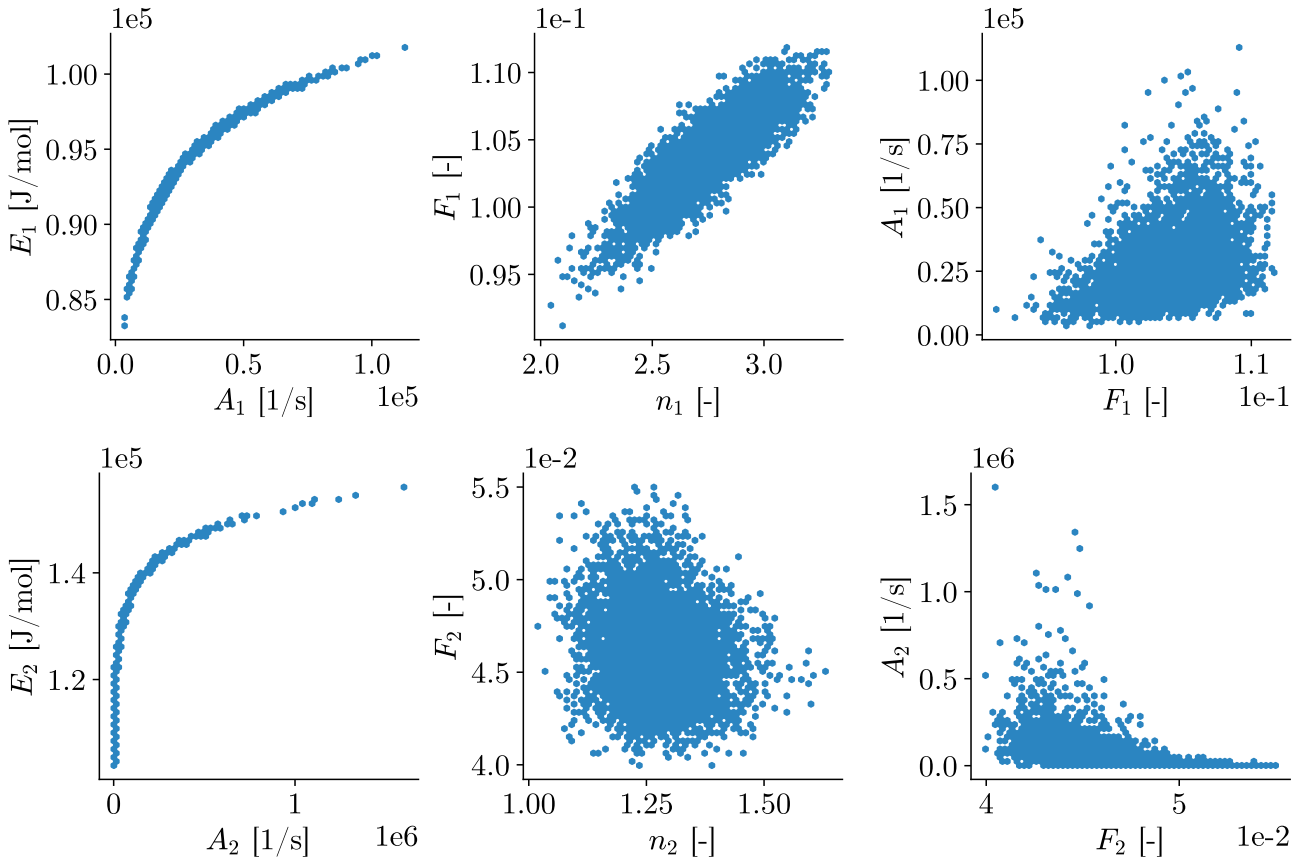 1e5
1.00
0.95
0.90
0.85
E₁ [J/mol]
0.0 0.5 1.0
A₁ [1/s]
1e5
1e-1
1.10
1.05
1.00
0.95
F₁ [-]
2.0 2.5 3.0
n₁ [-]
1e5
1.00
0.75
0.50
0.25
0.00
A₁ [1/s]
1.0 1.1
F₁ [-]
1e-1
1e5
1.4
1.2
E₂ [J/mol]
0 1
A₂ [1/s]
1e6
1e-2
5.5
5.0
4.5
4.0
F₂ [-]
1.00 1.25 1.50
n₂ [-]
1e6
1.5
1.0
0.5
0.0
A₂ [1/s]
4 5
F₂ [-]
1e-2